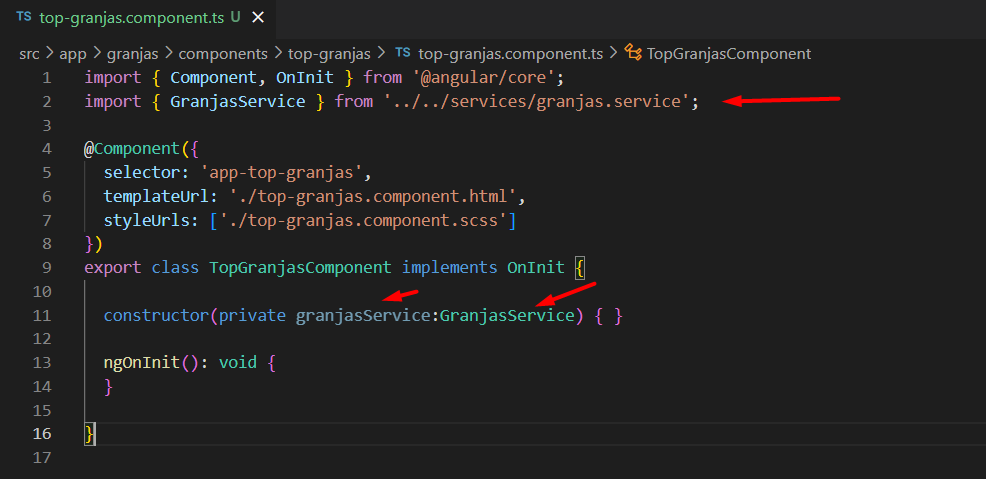 TS top-granjas.component.ts U ×
src > app > granjas > components > top-granjas > TS top-granjas.component.ts > TopGranjasComponent
1 import { Component, OnInit } from '@angular/core';
2 import { GranjasService } from '../../services/granjas.service';
3
4 @Component({
5   selector: 'app-top-granjas',
6   templateUrl: './top-granjas.component.html',
7   styleUrls: ['./top-granjas.component.scss']
8 })
9 export class TopGranjasComponent implements OnInit {
10
11   constructor(private granjasService:GranjasService) { }
12
13   ngOnInit(): void {
14   }
15
16 }
17